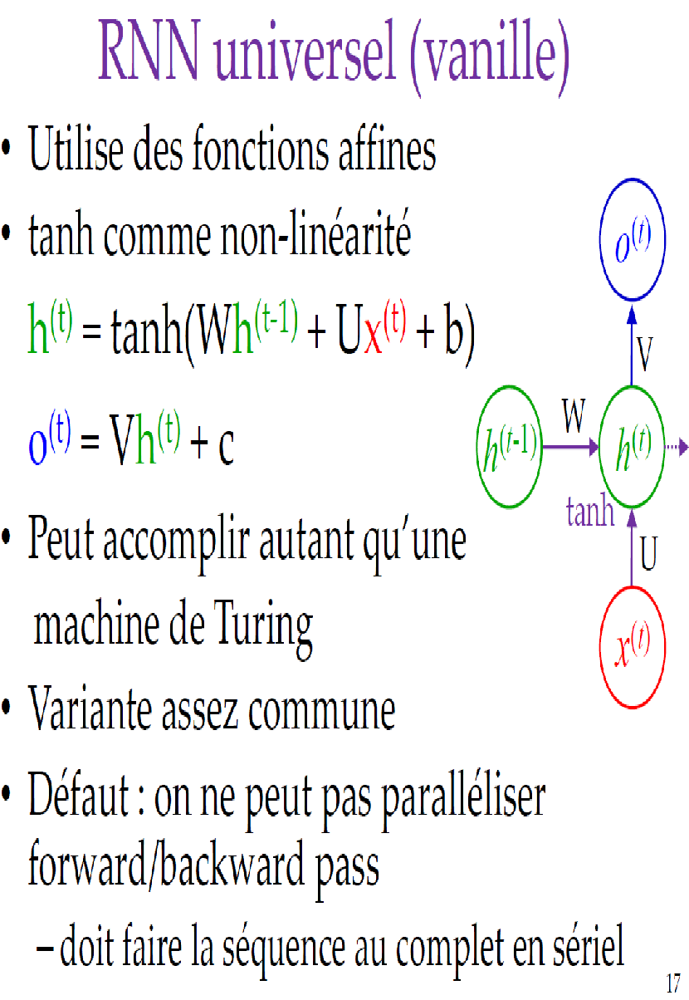 RNN universel (vanille)
• Utilise des fonctions affines
• tanh comme non-linéarité
h(t) = tanh(Wh(t-1) + Ux(t) + b)
o(t) = Vh(t) + c
• Peut accomplir autant qu’une
machine de Turing
• Variante assez commune
• Défaut : on ne peut pas paralléliser
forward/backward pass
– doit faire la séquence au complet en sériel
o(t)
V
h(t-1)
W
h(t)
tanh
U
x(t)
17